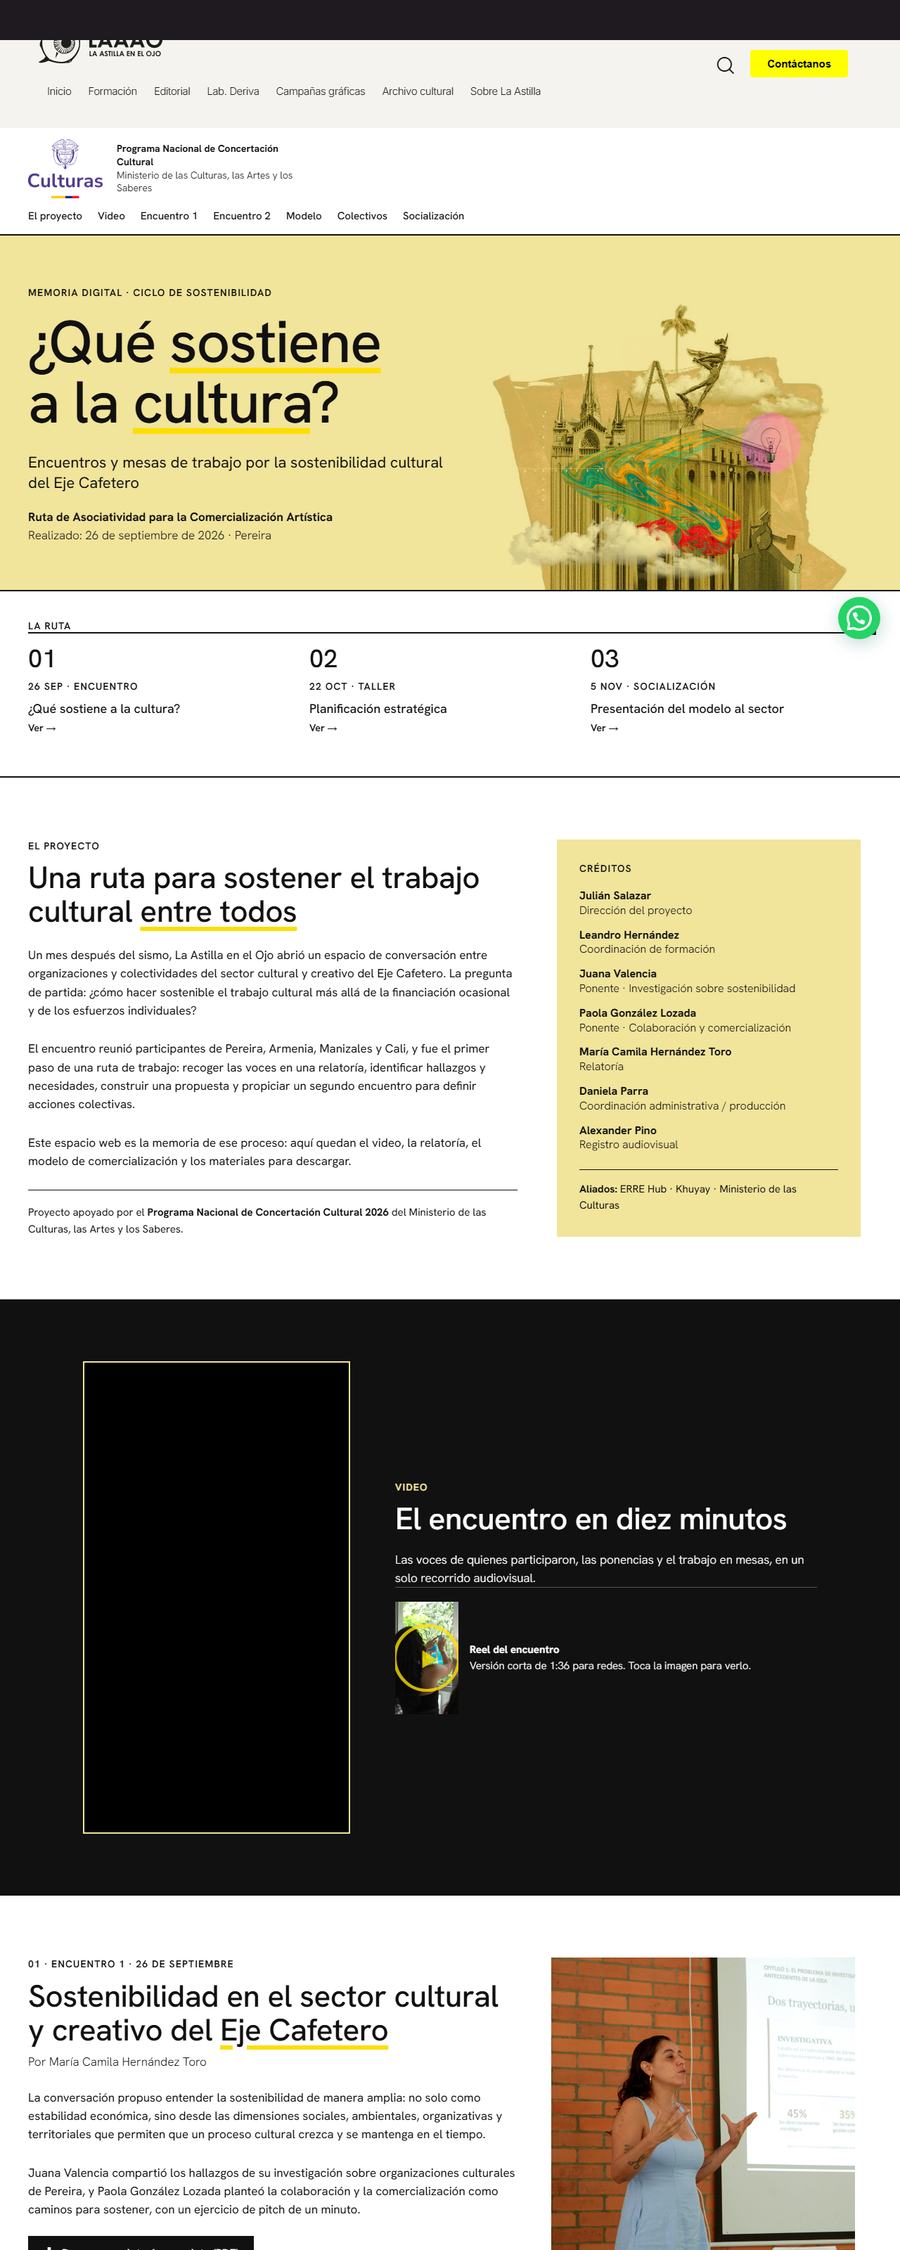 LAAAO
LA ASTILLA EN EL OJO
Contáctanos
Inicio Formación Editorial Lab. Deriva Campañas gráficas Archivo cultural Sobre La Astilla
Culturas
Programa Nacional de Concertación
Cultural
Ministerio de las Culturas, las Artes y los
Saberes
El proyecto Video Encuentro 1 Encuentro 2 Modelo Colectivos Socialización
MEMORIA DIGITAL · CICLO DE SOSTENIBILIDAD
¿Qué sostiene
a la cultura?
Encuentros y mesas de trabajo por la sostenibilidad cultural
del Eje Cafetero
Ruta de Asociatividad para la Comercialización Artística
Realizado: 26 de septiembre de 2026 · Pereira
LA RUTA
01
26 SEP · ENCUENTRO
¿Qué sostiene a la cultura?
Ver →
02
22 OCT · TALLER
Planificación estratégica
Ver →
03
5 NOV · SOCIALIZACIÓN
Presentación del modelo al sector
Ver →
EL PROYECTO
Una ruta para sostener el trabajo
cultural entre todos
Un mes después del sismo, La Astilla en el Ojo abrió un espacio de conversación entre
organizaciones y colectividades del sector cultural y creativo del Eje Cafetero. La pregunta
de partida: ¿cómo hacer sostenible el trabajo cultural más allá de la financiación ocasional
y de los esfuerzos individuales?
El encuentro reunió participantes de Pereira, Armenia, Manizales y Cali, y fue el primer
paso de una ruta de trabajo: recoger las voces en una relatoría, identificar hallazgos y
necesidades, construir una propuesta y propiciar un segundo encuentro para definir
acciones colectivas.
Este espacio web es la memoria de ese proceso: aquí quedan el video, la relatoría, el
modelo de comercialización y los materiales para descargar.
Proyecto apoyado por el Programa Nacional de Concertación Cultural 2026 del Ministerio de las
Culturas, las Artes y los Saberes.
CRÉDITOS
Julián Salazar
Dirección del proyecto
Leandro Hernández
Coordinación de formación
Juana Valencia
Ponente · Investigación sobre sostenibilidad
Paola González Lozada
Ponente · Colaboración y comercialización
María Camila Hernández Toro
Relatoría
Daniela Parra
Coordinación administrativa / producción
Alexander Pino
Registro audiovisual
Aliados: ERRE Hub · Khuyay · Ministerio de las
Culturas
VIDEO
El encuentro en diez minutos
Las voces de quienes participaron, las ponencias y el trabajo en mesas, en un
solo recorrido audiovisual.
Reel del encuentro
Versión corta de 1:36 para redes. Toca la imagen para verlo.
01 · ENCUENTRO 1 · 26 DE SEPTIEMBRE
Sostenibilidad en el sector cultural
y creativo del Eje Cafetero
Por María Camila Hernández Toro
La conversación propuso entender la sostenibilidad de manera amplia: no solo como
estabilidad económica, sino desde las dimensiones sociales, ambientales, organizativas y
territoriales que permiten que un proceso cultural crezca y se mantenga en el tiempo.
Juana Valencia compartió los hallazgos de su investigación sobre organizaciones culturales
de Pereira, y Paola González Lozada planteó la colaboración y la comercialización como
caminos para sostener, con un ejercicio de pitch de un minuto.
Dos trayectorias, u
INVESTIGATIVA
45%
35%